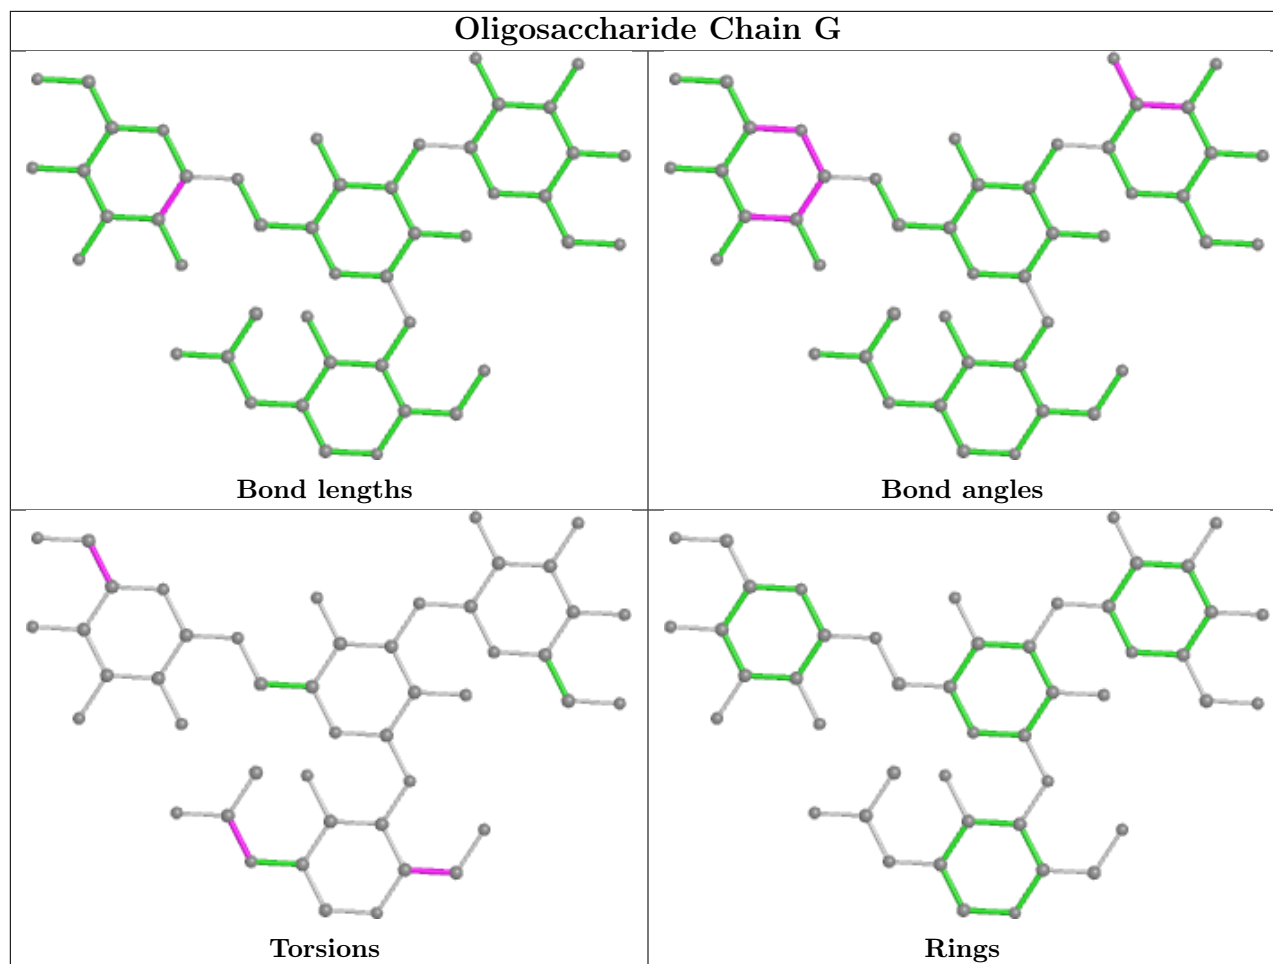 Oligosaccharide Chain G
Bond lengths
Bond angles
Torsions
Rings